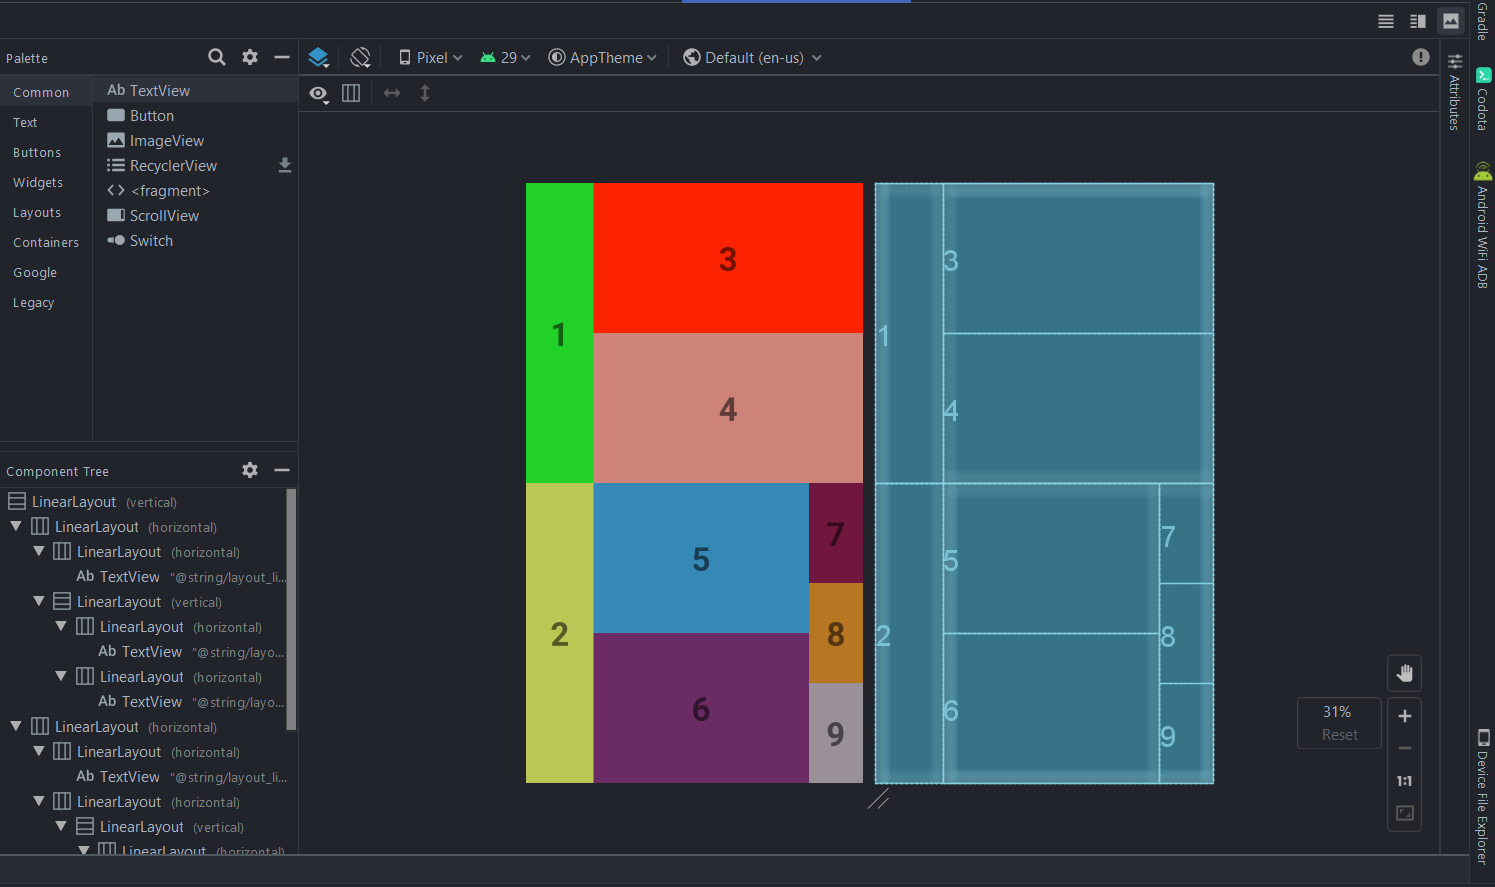 Palette
Pixel
29
AppTheme
Default (en-us)
Common
Text
Buttons
Widgets
Layouts
Containers
Google
Legacy
Ab TextView
Button
ImageView
RecyclerView
<fragment>
ScrollView
Switch
Component Tree
LinearLayout (vertical)
LinearLayout (horizontal)
LinearLayout (horizontal)
Ab TextView "@string/layout_li...
LinearLayout (vertical)
LinearLayout (horizontal)
Ab TextView "@string/layo...
LinearLayout (horizontal)
Ab TextView "@string/layo...
LinearLayout (horizontal)
LinearLayout (horizontal)
Ab TextView "@string/layout_li...
LinearLayout (horizontal)
LinearLayout (vertical)
LinearLayout (horizontal)
1
2
3
4
5
6
7
8
9
1
2
3
4
5
6
7
8
9
31%
Reset
1:1
Attributes
Gradle
Codota
Android WiFi ADB
Device File Explorer